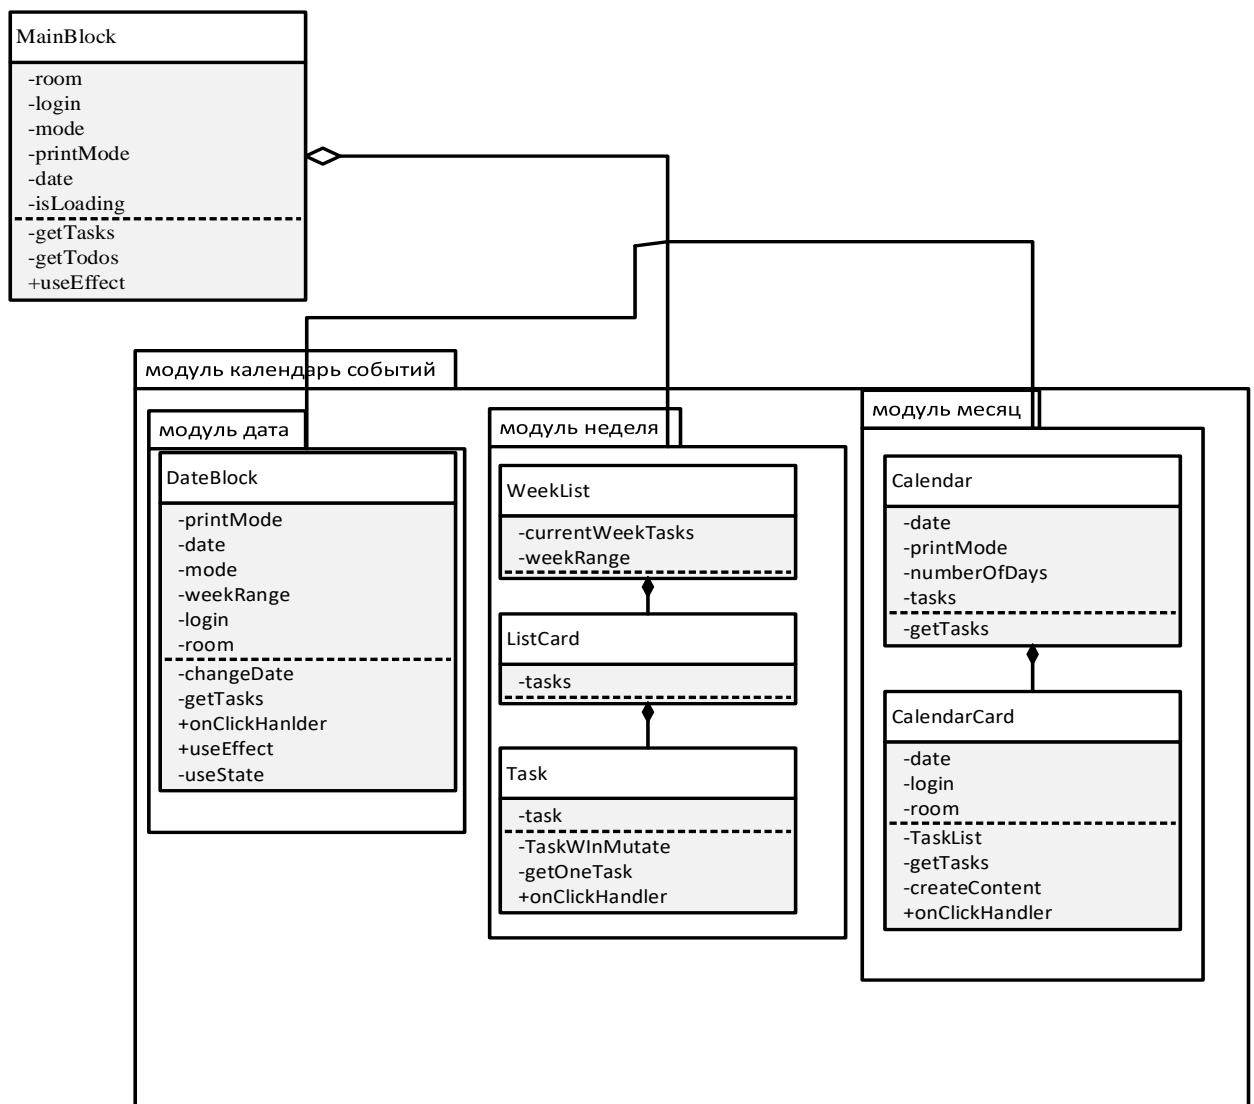 MainBlock
-room
-login
-mode
-printMode
-date
-isLoading
-getTasks
-getTodos
+useEffect
модуль календарь событий
модуль дата
DateBlock
-printMode
-date
-mode
-weekRange
-login
-room
-changeDate
-getTasks
+onClickHanlder
+useEffect
-useState
модуль неделя
WeekList
-currentWeekTasks
-weekRange
ListCard
-tasks
Task
-task
-TaskWInMutate
-getOneTask
+onClickHandler
модуль месяц
Calendar
-date
-printMode
-numberOfDays
-tasks
-getTasks
CalendarCard
-date
-login
-room
-TaskList
-getTasks
-createContent
+onClickHandler